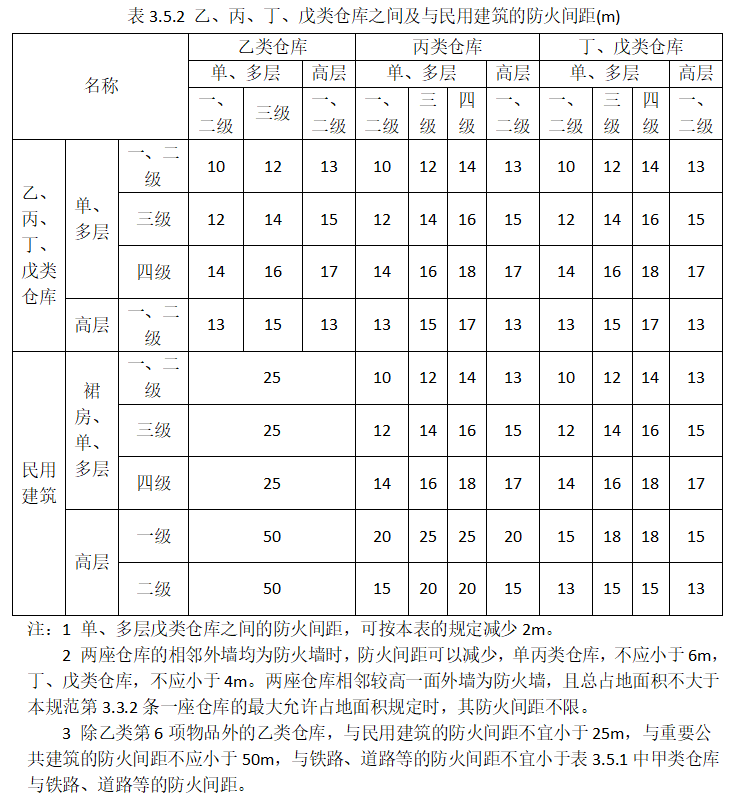 表 3.5.2 乙、丙、丁、戊类仓库之间及与民用建筑的防火间距(m)
名称 乙类仓库 丙类仓库 丁、戊类仓库
单、多层 高层 单、多层 高层 单、多层 高层
一、二级 三级 一、二级 一、二级 三级 四级 一、二级 一、二级 三级 四级 一、二级
乙、丙、丁、戊类仓库 单、多层 一、二级 10 12 13 10 12 14 13 10 12 14 13
三级 12 14 15 12 14 16 15 12 14 16 15
四级 14 16 17 14 16 18 17 14 16 18 17
高层 一、二级 13 15 13 13 15 17 13 13 15 17 13
民用建筑 裙房、单、多层 一、二级 25 10 12 14 13 10 12 14 13
三级 25 12 14 16 15 12 14 16 15
四级 25 14 16 18 17 14 16 18 17
高层 一级 50 20 25 25 20 15 18 18 15
二级 50 15 20 20 15 13 15 15 13
注：1 单、多层戊类仓库之间的防火间距，可按本表的规定减少 2m。
2 两座仓库的相邻外墙均为防火墙时，防火间距可以减少，单丙类仓库，不应小于 6m，
丁、戊类仓库，不应小于 4m。两座仓库相邻较高一面外墙为防火墙，且总占地面积不大于
本规范第 3.3.2 条一座仓库的最大允许占地面积规定时，其防火间距不限。
3 除乙类第 6 项物品外的乙类仓库，与民用建筑的防火间距不宜小于 25m，与重要公
共建筑的防火间距不应小于 50m，与铁路、道路等的防火间距不宜小于表 3.5.1 中甲类仓库
与铁路、道路等的防火间距。